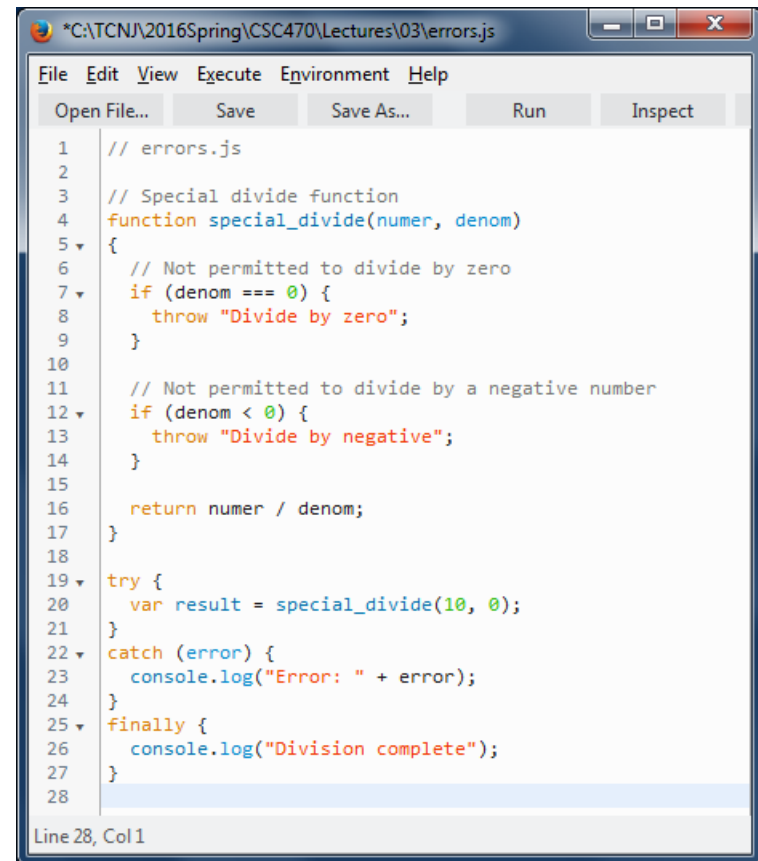 *C:\TCNJ\2016Spring\CSC470\Lectures\03\errors.js
File Edit View Execute Environment Help
Open File... Save Save As... Run Inspect
1 // errors.js
2
3 // Special divide function
4 function special_divide(numer, denom)
5 {
6   // Not permitted to divide by zero
7   if (denom === 0) {
8     throw "Divide by zero";
9   }
10
11   // Not permitted to divide by a negative number
12   if (denom < 0) {
13     throw "Divide by negative";
14   }
15
16   return numer / denom;
17 }
18
19 try {
20   var result = special_divide(10, 0);
21 }
22 catch (error) {
23   console.log("Error: " + error);
24 }
25 finally {
26   console.log("Division complete");
27 }
28
Line 28, Col 1